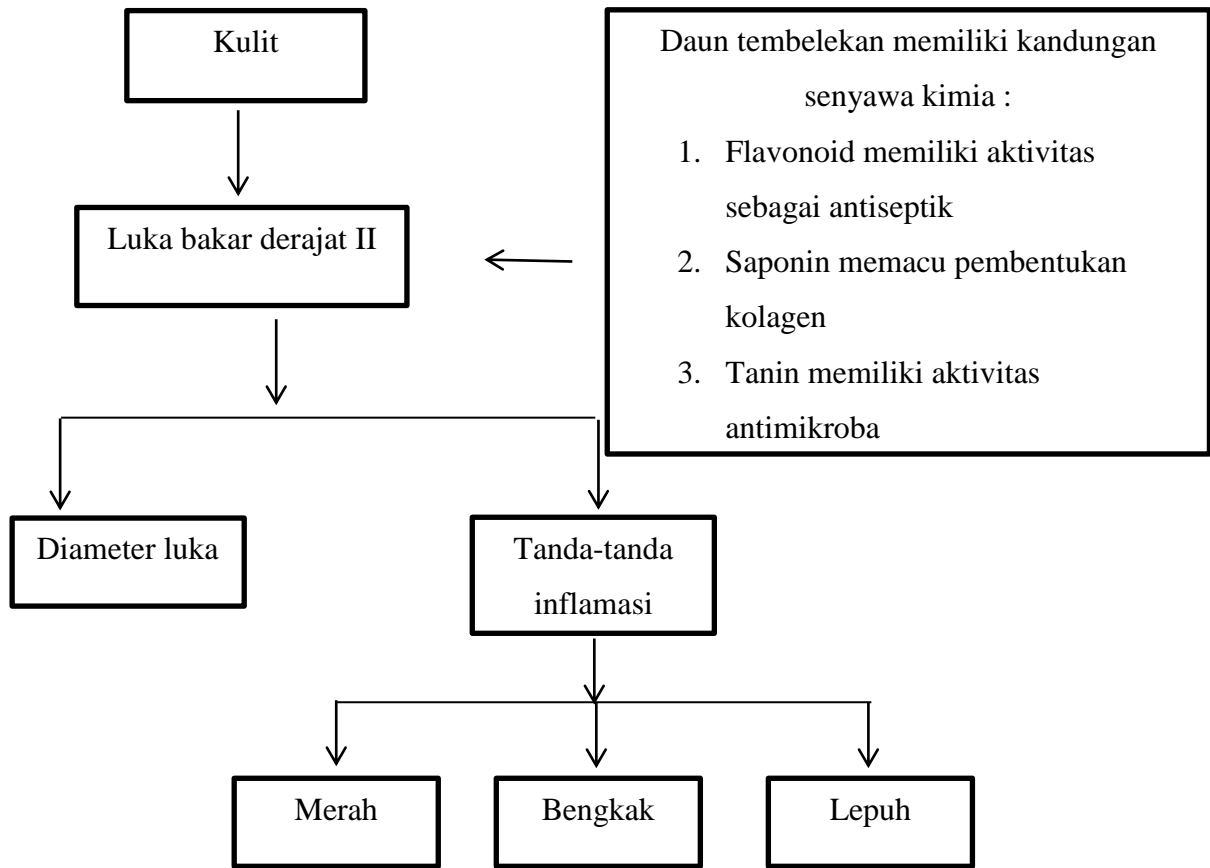 Kulit
Daun tembelekan memiliki kandungan
senyawa kimia :
1. Flavonoid memiliki aktivitas
sebagai antiseptik
2. Saponin memacu pembentukan
kolagen
3. Tanin memiliki aktivitas
antimikroba
Luka bakar derajat II
Diameter luka
Tanda-tanda
inflamasi
Merah
Bengkak
Lepuh